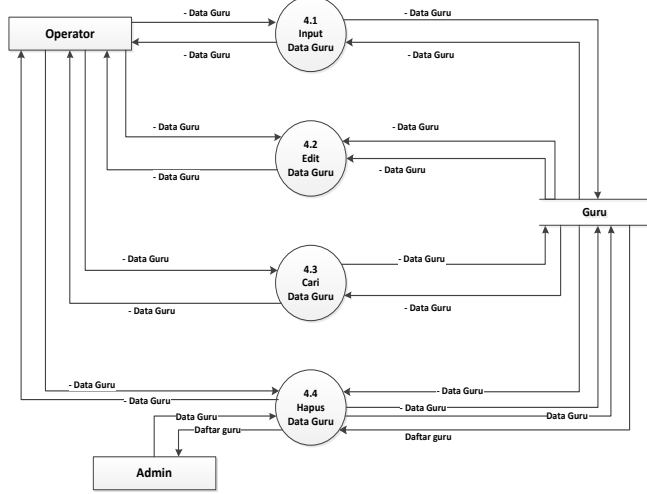 - Data Guru
- Data Guru
Operator
4.1
Input
Data Guru
- Data Guru
- Data Guru
- Data Guru
- Data Guru
4.2
Edit
Data Guru
- Data Guru
- Data Guru
Guru
- Data Guru
- Data Guru
4.3
Cari
Data Guru
- Data Guru
- Data Guru
- Data Guru
- Data Guru
Data Guru
Daftar guru
4.4
Hapus
Data Guru
- Data Guru
- Data Guru
Data Guru
Daftar guru
Admin